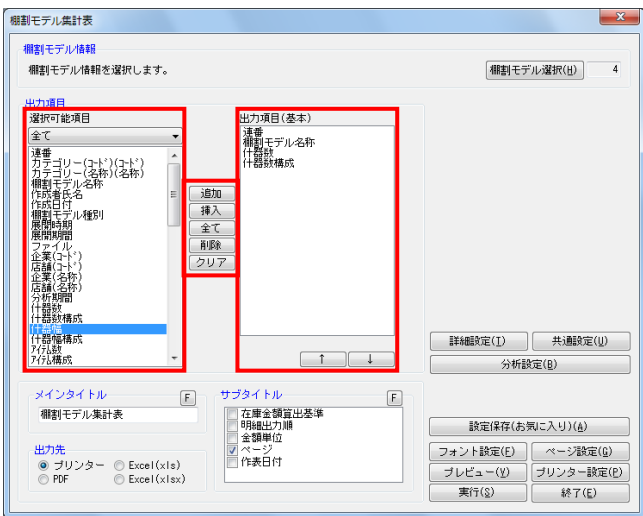 棚割モデル集計表
棚割モデル情報
棚割モデル情報を選択します。
棚割モデル選択(H)
4
出力項目
選択可能項目
全て
連番
カテゴリー(コード)(コード)
カテゴリー(名称)(名称)
棚割モデル名称
作成者氏名
作成日付
棚割モデル種別
展開時期
展開期間
ファイル
企業(コード)
店舗(コード)
企業(名称)
店舗(名称)
分析期間
什器数
什器数構成
什器幅
什器幅構成
アイテム数
アイテム構成
追加
挿入
全て
削除
クリア
出力項目(基本)
連番
棚割モデル名称
什器数
什器数構成
↑
↓
詳細設定(I)
共通設定(U)
分析設定(B)
メインタイトル
F
棚割モデル集計表
出力先
プリンター
Excel(xls)
PDF
Excel(xlsx)
サブタイトル
F
在庫金額算出基準
明細出力順
金額単位
ページ
作表日付
設定保存(お気に入り)(A)
フォント設定(F)
ページ設定(G)
プレビュー(V)
プリンター設定(P)
実行(S)
終了(E)